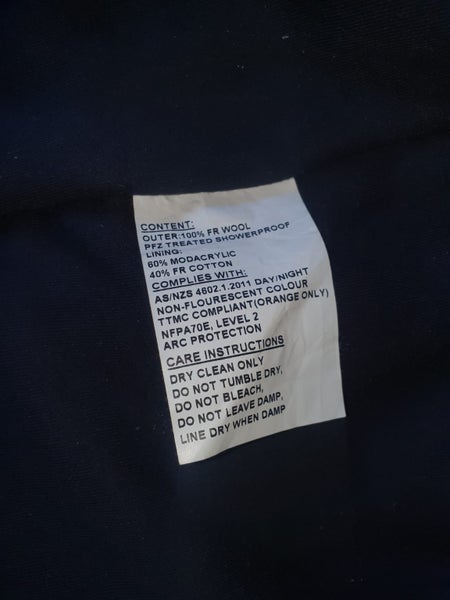 CONTENT:
OUTER:100% FR WOOL
PFZ TREATED SHOWERPROOF
LINING:
60% MODACRYLIC
40% FR COTTON
COMPLIES WITH:
AS/NZS 4602.1.2011 DAY/NIGHT
NON-FLOURESCENT COLOUR
TTMC COMPLIANT(ORANGE ONLY)
NFPA70E, LEVEL 2
ARC PROTECTION
CARE INSTRUCTIONS
DRY CLEAN ONLY
DO NOT TUMBLE DRY,
DO NOT BLEACH,
DO NOT LEAVE DAMP,
LINE DRY WHEN DAMP